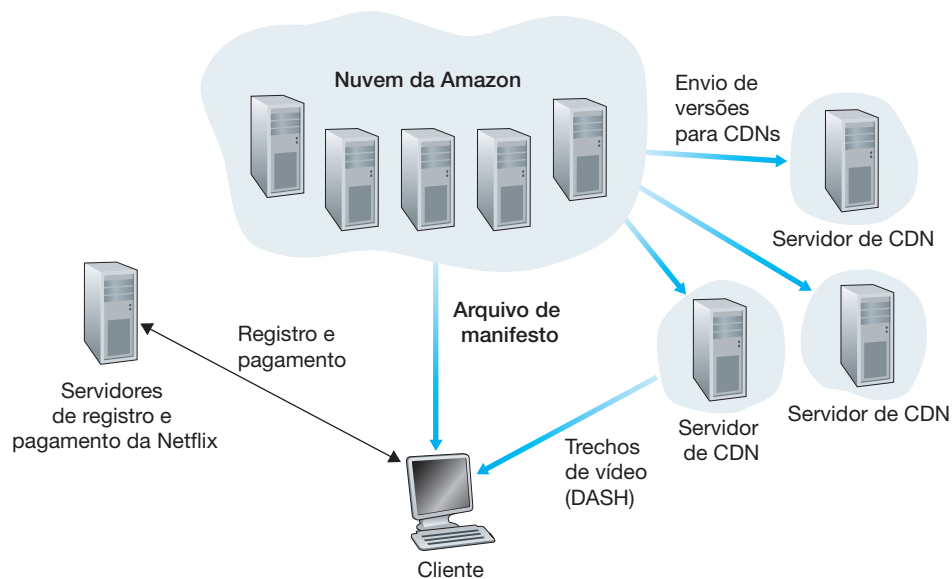 Nuvem da Amazon
Envio de
versões
para CDNs
Servidor de CDN
Arquivo de
manifesto
Registro e
pagamento
Servidores
de registro e
pagamento da Netflix
Servidor
de CDN
Servidor de CDN
Trechos
de vídeo
(DASH)
Cliente